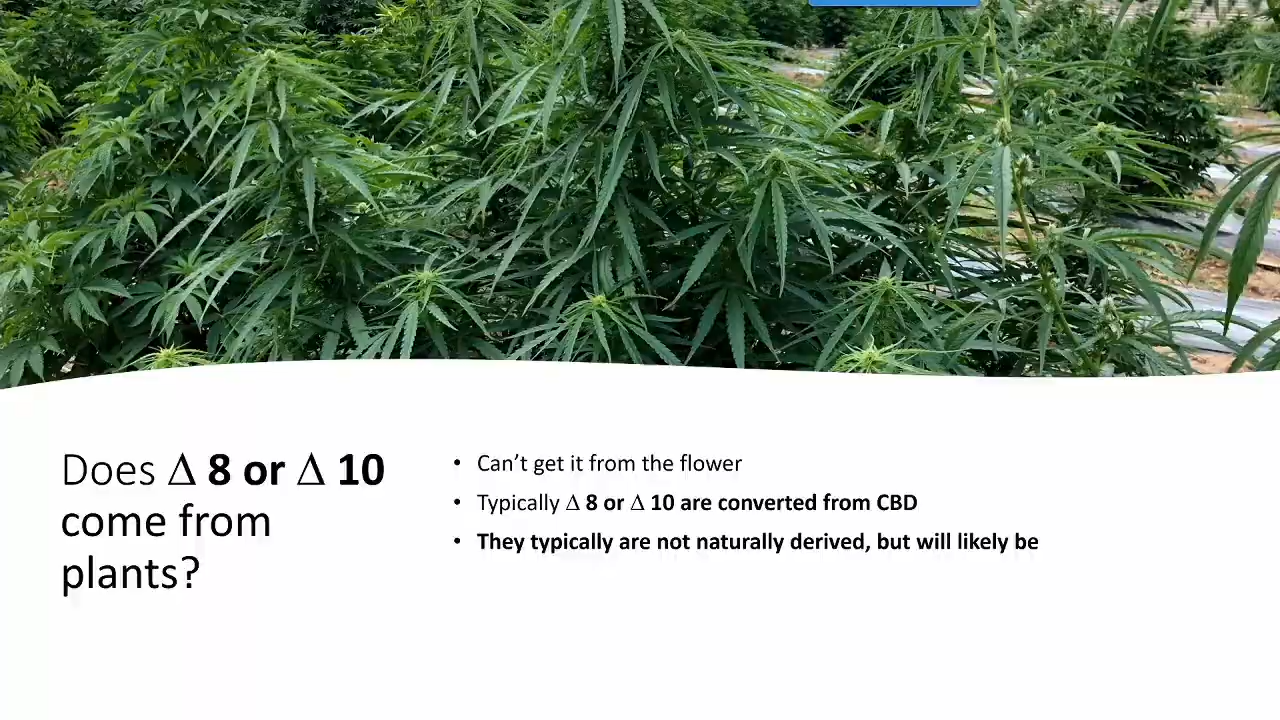 Does Δ 8 or Δ 10
come from
plants?
• Can’t get it from the flower
• Typically Δ 8 or Δ 10 are converted from CBD
• They typically are not naturally derived, but will likely be